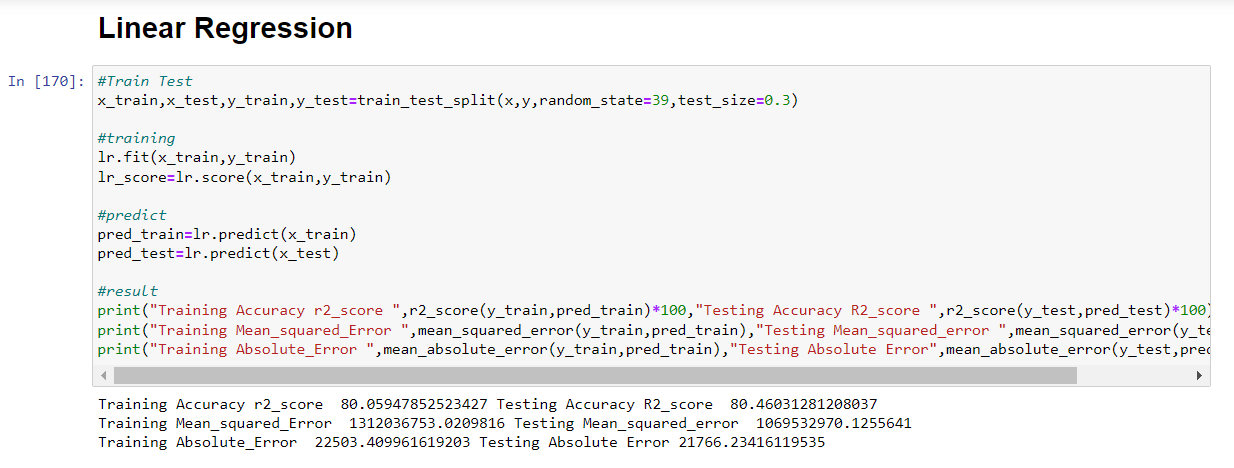 Linear Regression
In [170]:
#Train Test
x_train,x_test,y_train,y_test=train_test_split(x,y,random_state=39,test_size=0.3)
#training
lr.fit(x_train,y_train)
lr_score=lr.score(x_train,y_train)
#predict
pred_train=lr.predict(x_train)
pred_test=lr.predict(x_test)
#result
print("Training Accuracy r2_score ",r2_score(y_train,pred_train)*100,"Testing Accuracy R2_score ",r2_score(y_test,pred_test)*100)
print("Training Mean_squared_Error ",mean_squared_error(y_train,pred_train),"Testing Mean_squared_error ",mean_squared_error(y_te
print("Training Absolute_Error ",mean_absolute_error(y_train,pred_train),"Testing Absolute Error",mean_absolute_error(y_test,pred
Training Accuracy r2_score  80.05947852523427 Testing Accuracy R2_score  80.46031281208037
Training Mean_squared_Error  1312036753.0209816 Testing Mean_squared_error  1069532970.1255641
Training Absolute_Error  22503.409961619203 Testing Absolute Error 21766.23416119535